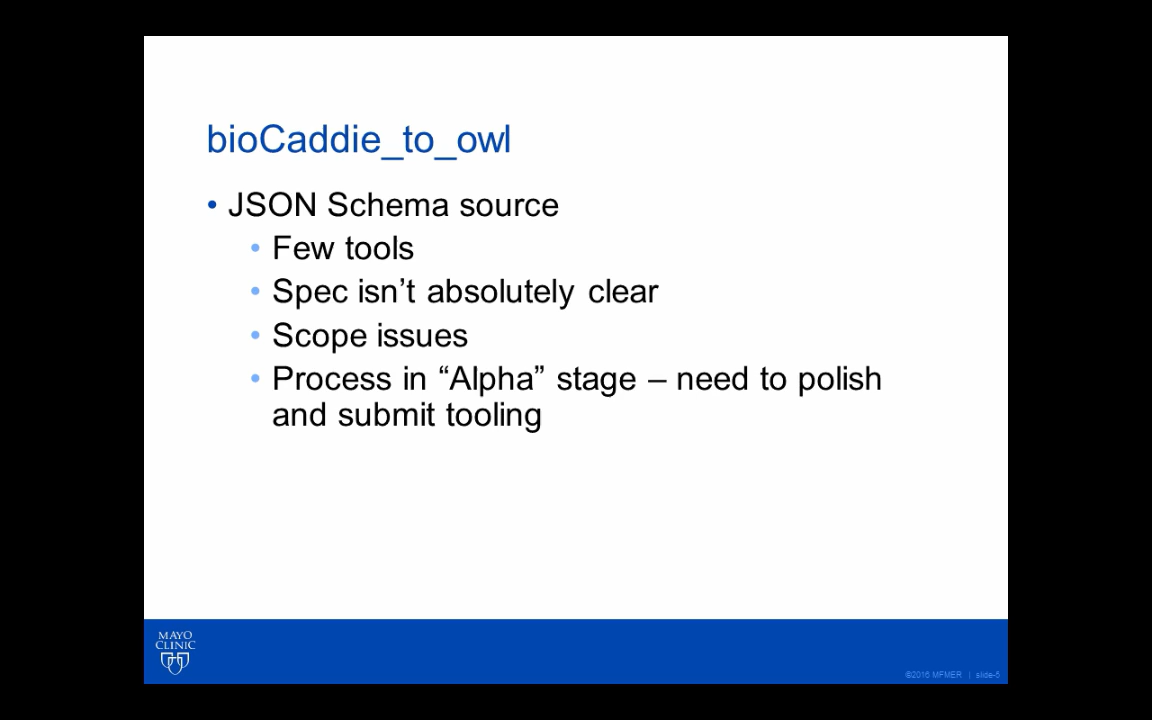 bioCaddie_to_owl
• JSON Schema source
• Few tools
• Spec isn’t absolutely clear
• Scope issues
• Process in “Alpha” stage – need to polish
and submit tooling
MAYO
CLINIC
©2016 MFMER | slide-5